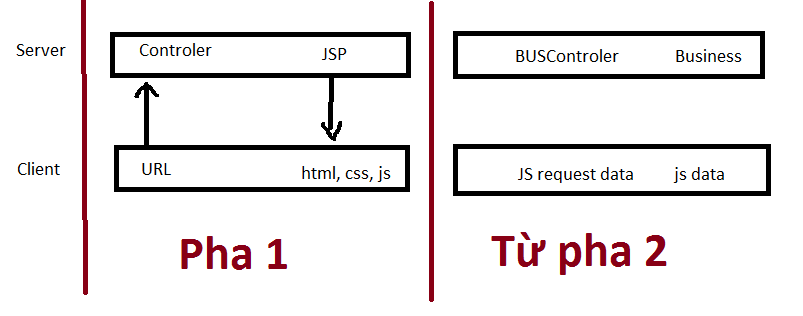 Server
Controler
JSP
BUSControler
Business
Client
URL
html, css, js
JS request data
js data
Pha 1
Từ pha 2